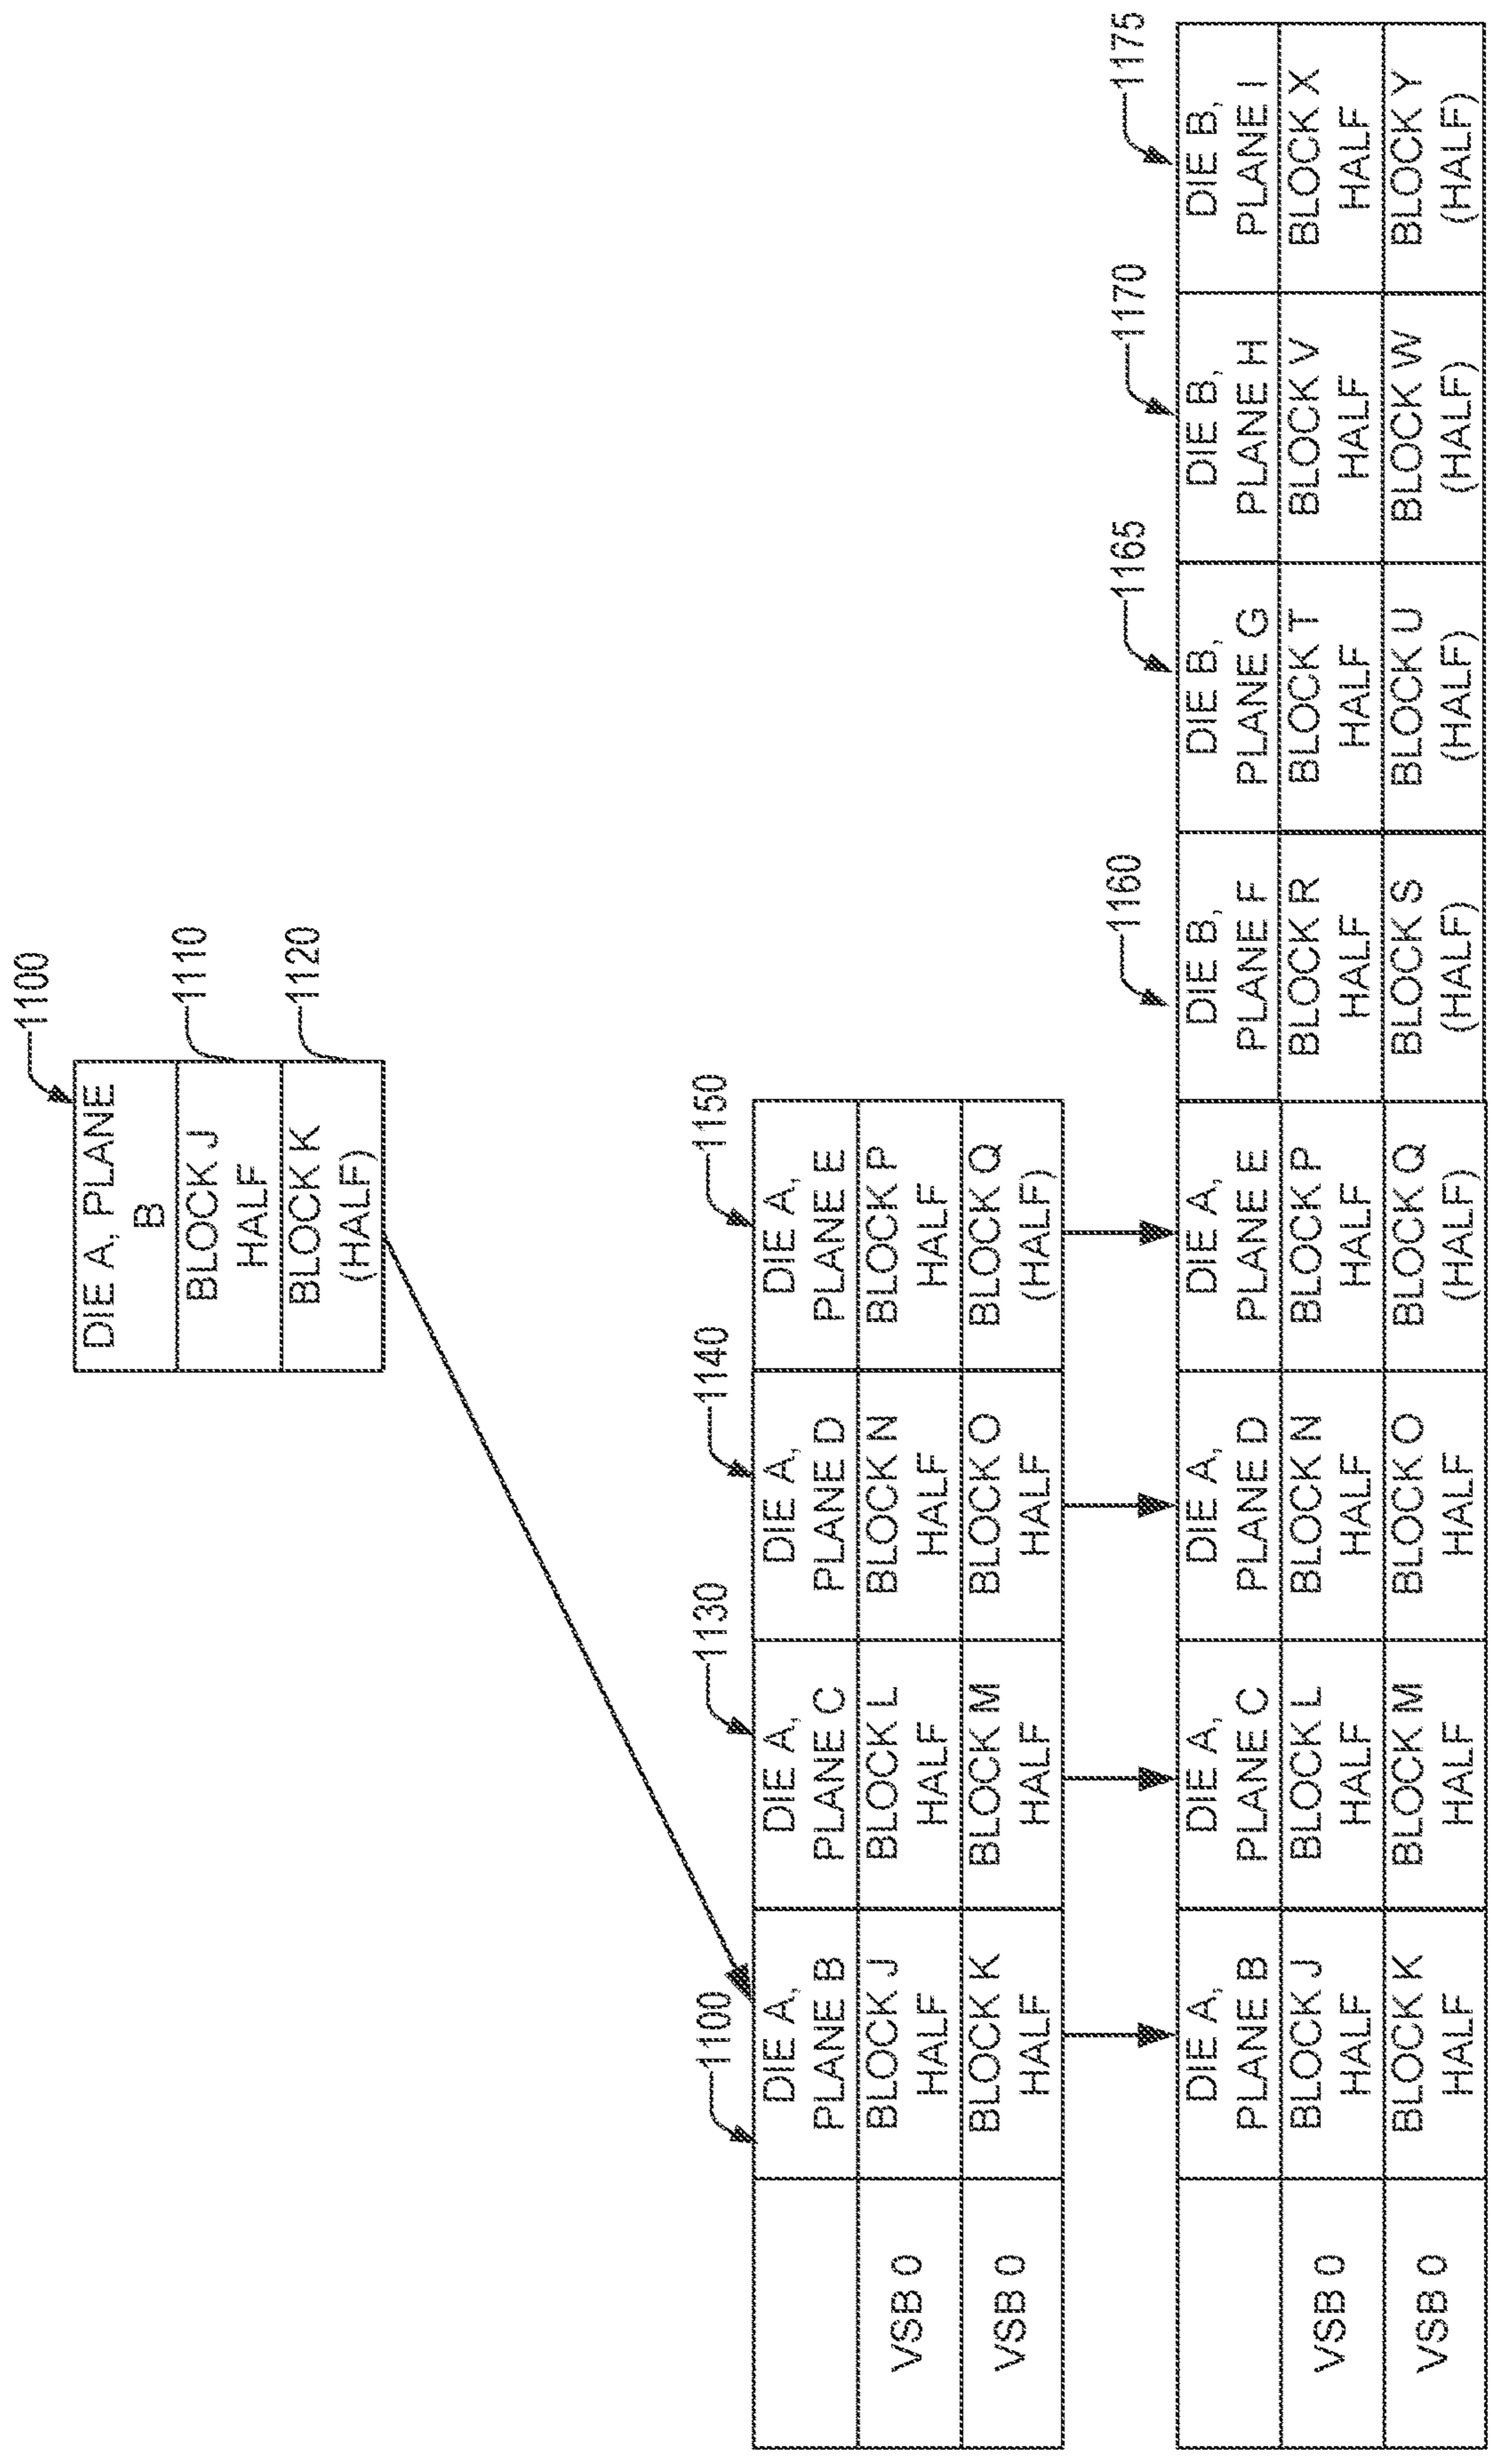 1100
DIE A, PLANE
B
BLOCK J
HALF
1110
BLOCK K
(HALF)
1120
1100
1130
1140
1150
DIE A,
PLANE B
DIE A,
PLANE C
DIE A,
PLANE D
DIE A,
PLANE E
VSB 0
BLOCK J
HALF
BLOCK L
HALF
BLOCK N
HALF
BLOCK P
HALF
VSB 0
BLOCK K
HALF
BLOCK M
HALF
BLOCK O
HALF
BLOCK Q
(HALF)
1160
1165
1170
1175
DIE A,
PLANE B
DIE A,
PLANE C
DIE A,
PLANE D
DIE A,
PLANE E
DIE B,
PLANE F
DIE B,
PLANE G
DIE B,
PLANE H
DIE B,
PLANE I
VSB 0
BLOCK J
HALF
BLOCK L
HALF
BLOCK N
HALF
BLOCK P
HALF
BLOCK R
HALF
BLOCK T
HALF
BLOCK V
HALF
BLOCK X
HALF
VSB 0
BLOCK K
HALF
BLOCK M
HALF
BLOCK O
HALF
BLOCK Q
(HALF)
BLOCK S
(HALF)
BLOCK U
(HALF)
BLOCK W
(HALF)
BLOCK Y
(HALF)